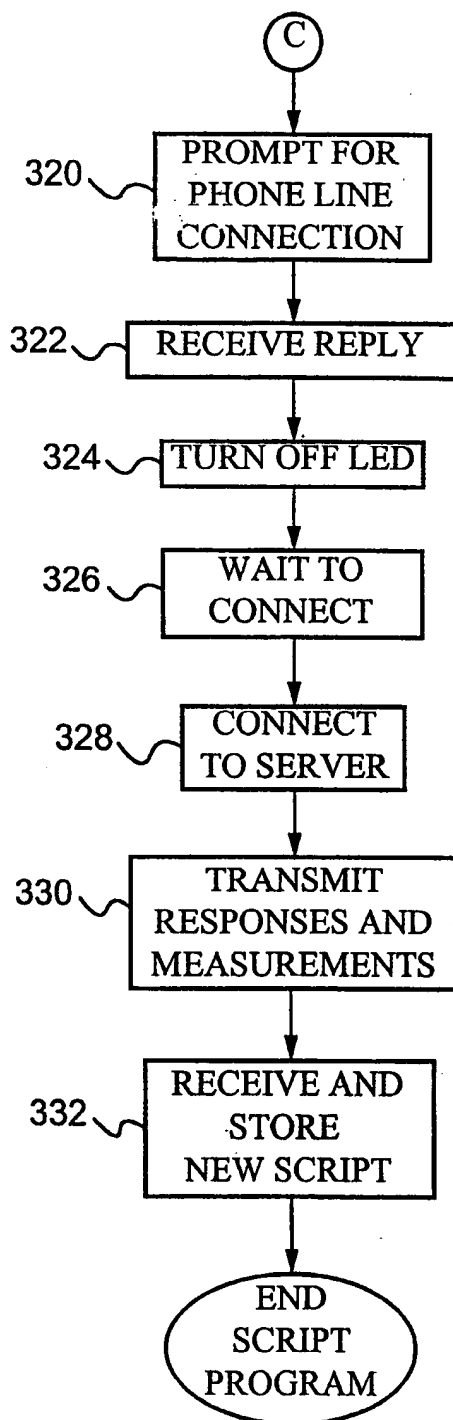 C
320
PROMPT FOR
PHONE LINE
CONNECTION
322
RECEIVE REPLY
324
TURN OFF LED
326
WAIT TO
CONNECT
328
CONNECT
TO SERVER
330
TRANSMIT
RESPONSES AND
MEASUREMENTS
332
RECEIVE AND
STORE
NEW SCRIPT
END
SCRIPT
PROGRAM